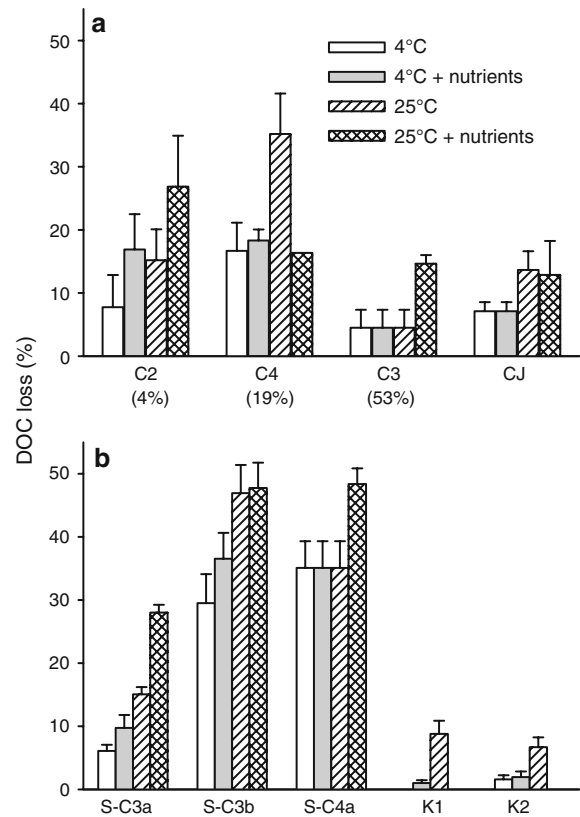 a
4°C
4°C + nutrients
25°C
25°C + nutrients
50
40
30
20
10
0
C2 C4 C3 CJ
(4%) (19%) (53%)
DOC loss (%)
b
50
40
30
20
10
0
S-C3a S-C3b S-C4a K1 K2